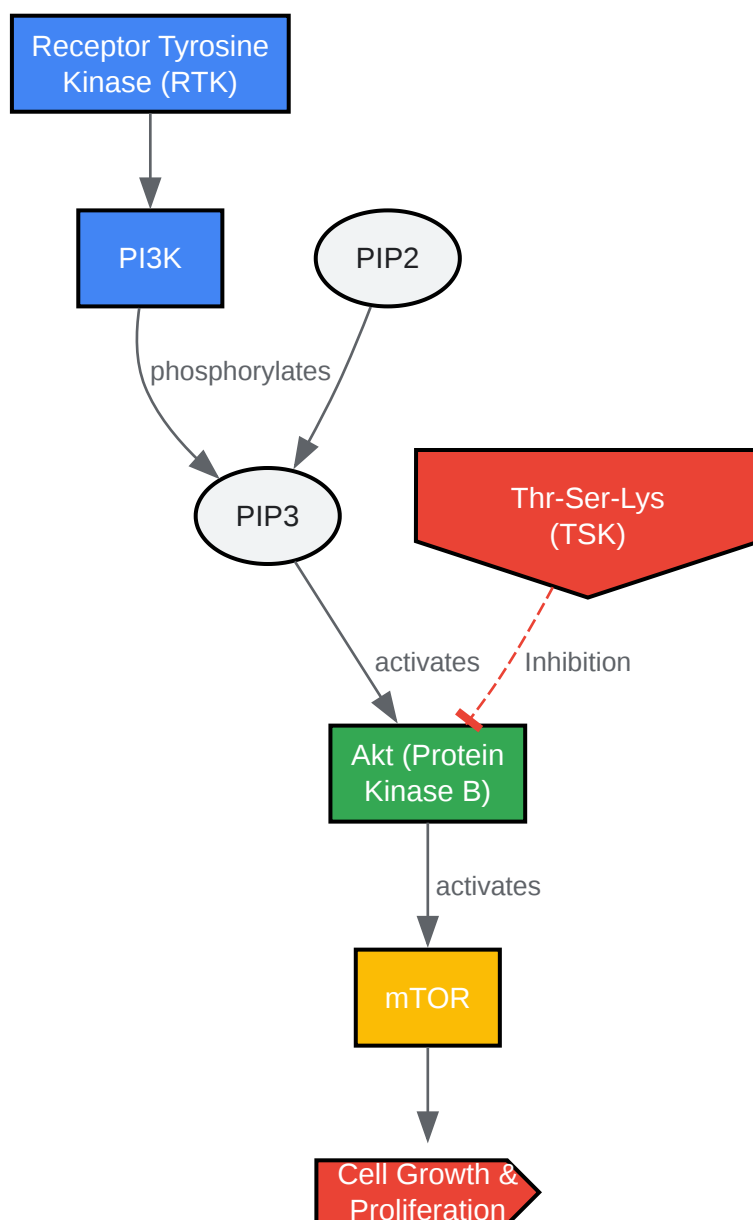 Receptor Tyrosine
Kinase (RTK)
PI3K
PIP2
phosphorylates
PIP3
Thr-Ser-Lys
(TSK)
activates
Inhibition
Akt (Protein
Kinase B)
activates
mTOR
Cell Growth &
Proliferation